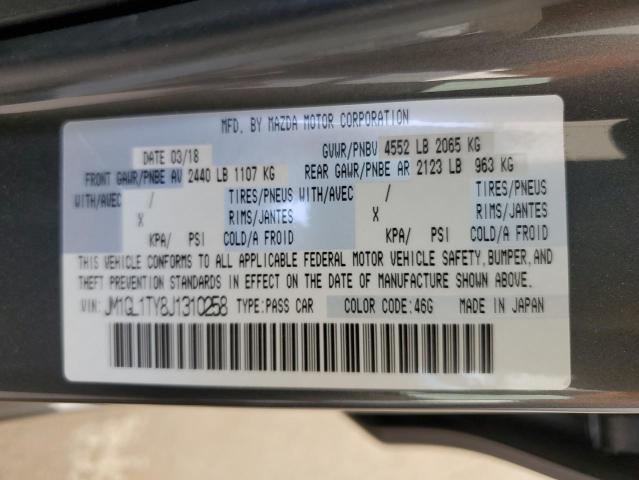 MFD. BY MAZDA MOTOR CORPORATION
DATE 03/18 GVWR/PNBV 4552 LB 2065 KG
FRONT GAWR/PNBE AV 2440 LB 1107 KG REAR GAWR/PNBE AR 2123 LB 963 KG
WITH/AVEC / TIRES/PNEUS WITH/AVEC / TIRES/PNEUS
X RIMS/JANTES X RIMS/JANTES
KPA/ PSI COLD/A FROID KPA/ PSI COLD/A FROID
THIS VEHICLE CONFORMS TO ALL APPLICABLE FEDERAL MOTOR VEHICLE SAFETY, BUMPER, AND
THEFT PREVENTION STANDARDS IN EFFECT ON THE DATE OF MANUFACTURE SHOWN ABOVE.
VIN: JM1GL1TY8J1310258 TYPE:PASS CAR COLOR CODE:46G MADE IN JAPAN